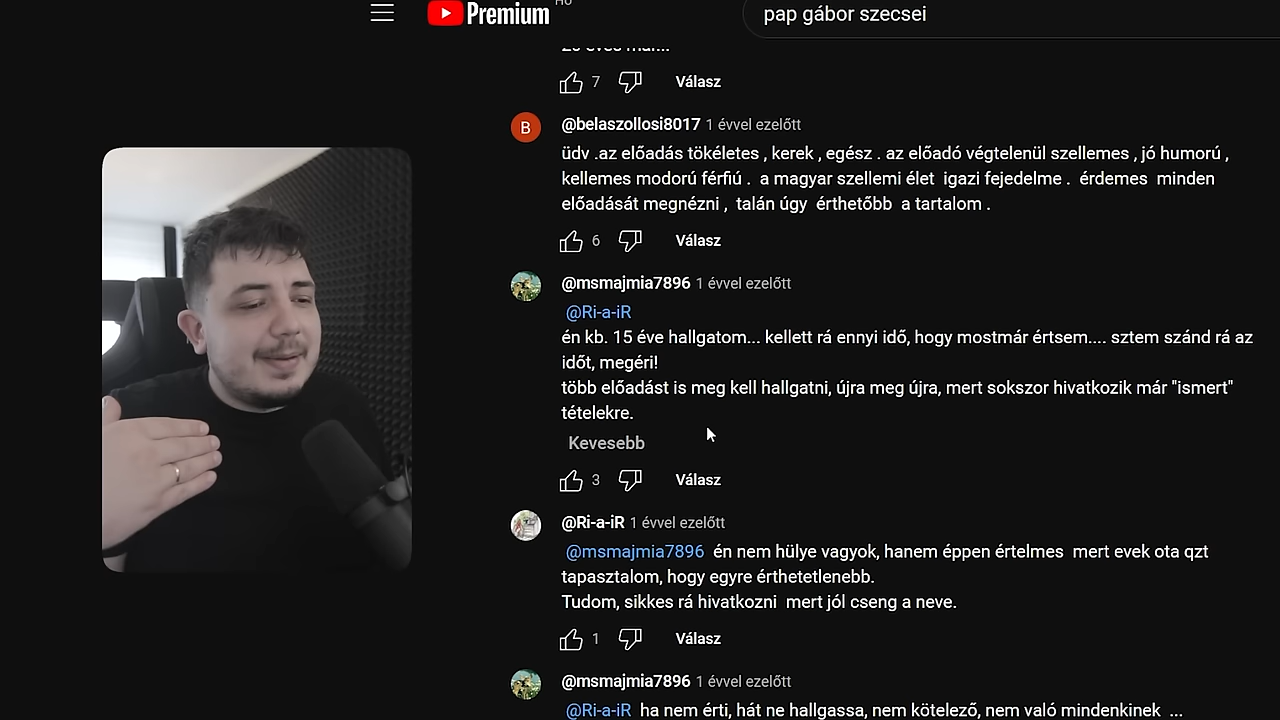 Premium HU
pap gábor szecsei
7 Válasz
B
@belaszollosi8017 1 évvel ezelőtt
üdv .az előadás tökéletes , kerek , egész . az előadó végtelenül szellemes , jó humorú ,
kellemes modorú férfiú . a magyar szellemi élet igazi fejedelme . érdemes minden
előadását megnézni , talán úgy érthetőbb a tartalom .
6 Válasz
@msmajmia7896 1 évvel ezelőtt
@Ri-a-iR
én kb. 15 éve hallgatom... kellett rá ennyi idő, hogy mostmár értsem.... sztem szánd rá az
időt, megéri!
több előadást is meg kell hallgatni, újra meg újra, mert sokszor hivatkozik már "ismert"
tételekre.
Kevesebb
3 Válasz
@Ri-a-iR 1 évvel ezelőtt
@msmajmia7896 én nem hülye vagyok, hanem éppen értelmes mert evek ota qzt
tapasztalom, hogy egyre érthetetlenebb.
Tudom, sikkes rá hivatkozni mert jól cseng a neve.
1 Válasz
@msmajmia7896 1 évvel ezelőtt
@Ri-a-iR ha nem érti, hát ne hallgassa, nem kötelező, nem való mindenkinek ...